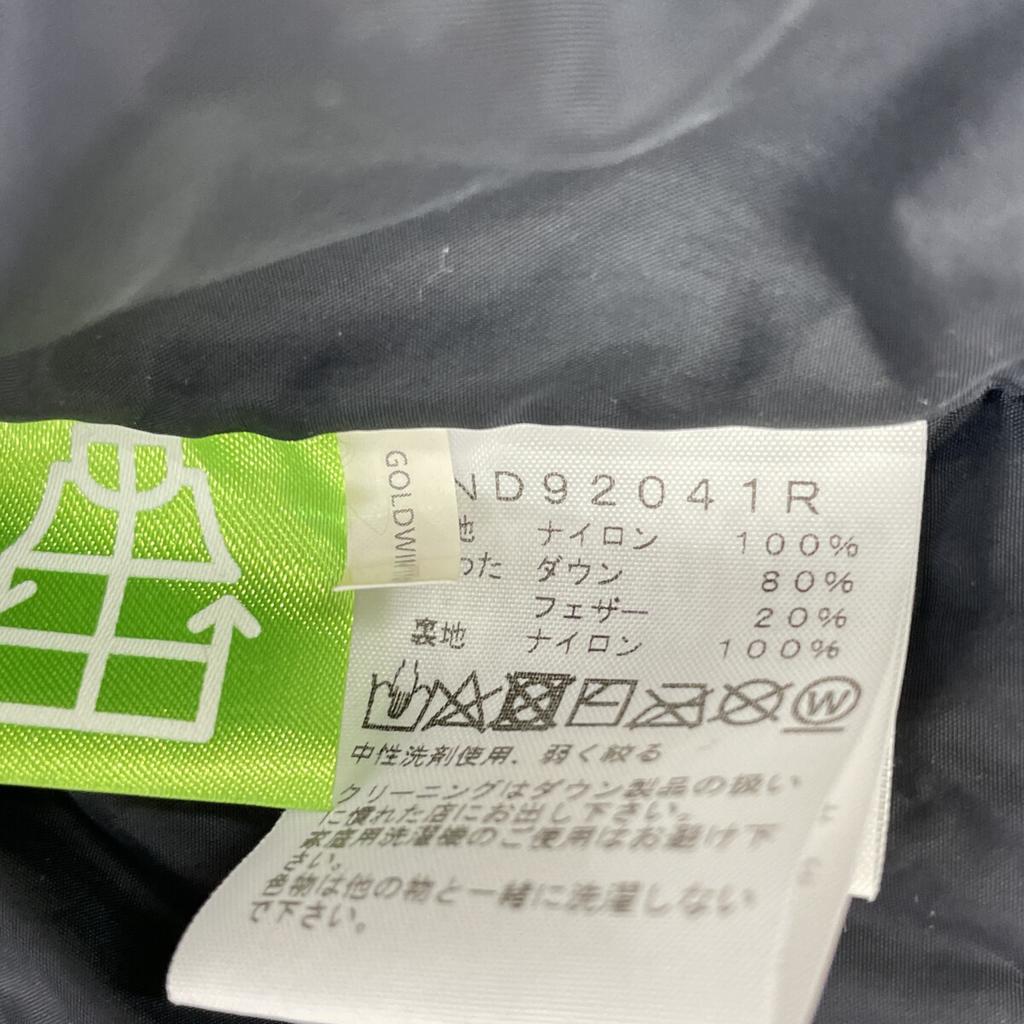 GOLDWIN
ND92041R
地 ナイロン 100%
わた ダウン 80%
フェザー 20%
裏地 ナイロン 100%
W
中性洗剤使用．弱く絞る
クリーニングはダウン製品の扱い
に慣れた店にお出し下さい。
家庭用洗濯機のご使用はお避け下
さい。
色物は他の物と一緒に洗濯しない
で下さい。